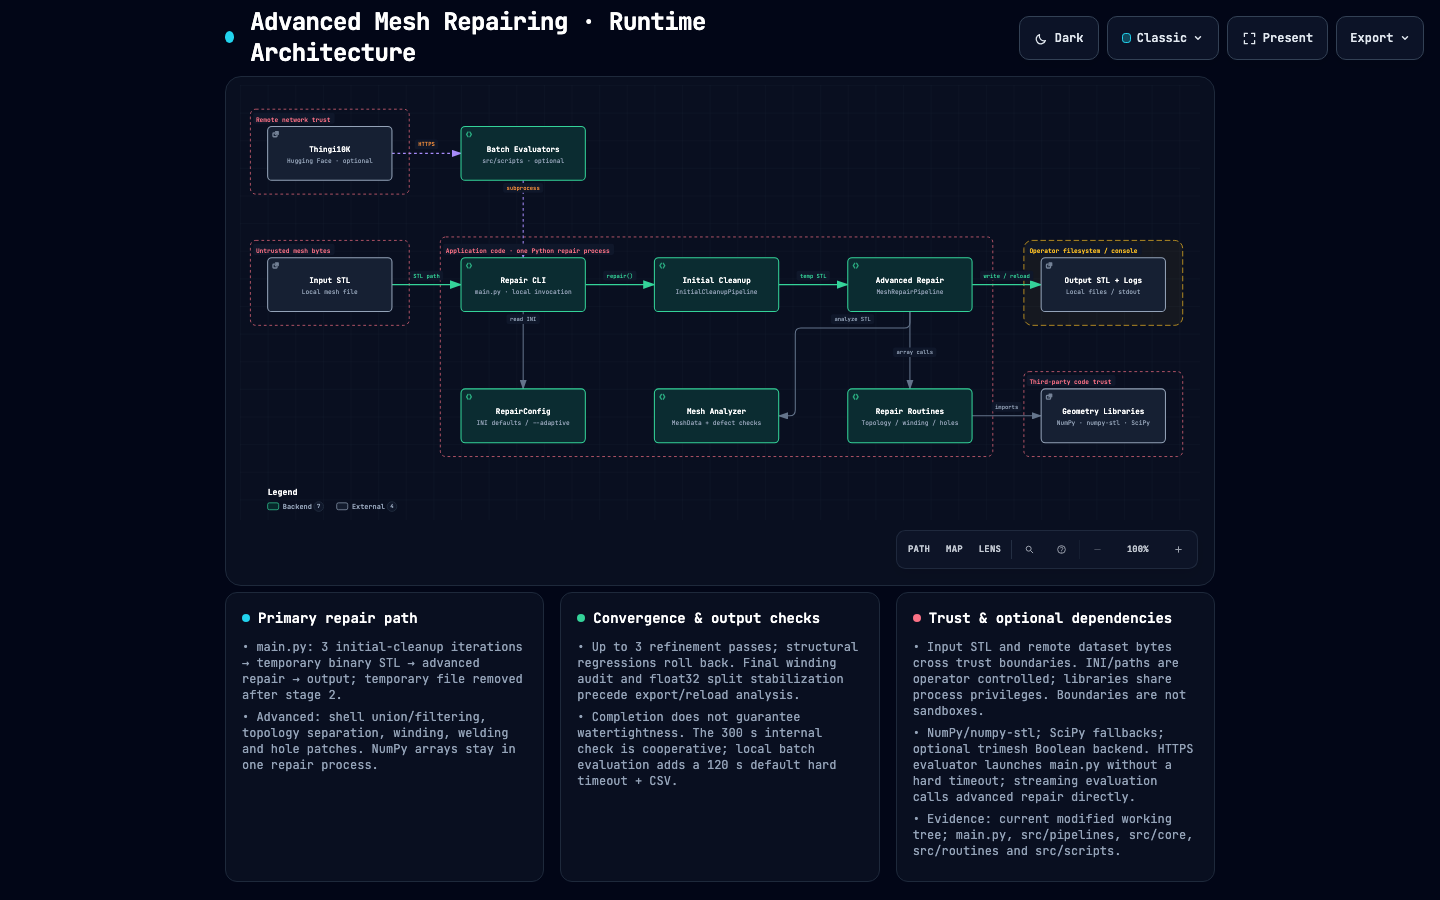 Advanced Mesh Repairing · Runtime
Architecture
Dark
Classic
Present
Export
Remote network trust
Thingi10K
Hugging Face · optional
HTTPS
Batch Evaluators
src/scripts · optional
subprocess
Untrusted mesh bytes
Input STL
Local mesh file
STL path
Application code · one Python repair process
Repair CLI
main.py · local invocation
repair()
Initial Cleanup
InitialCleanupPipeline
temp STL
Advanced Repair
MeshRepairPipeline
write / reload
Operator filesystem / console
Output STL + Logs
Local files / stdout
read INI
analyze STL
array calls
RepairConfig
INI defaults / --adaptive
Mesh Analyzer
MeshData + defect checks
Repair Routines
Topology / winding / holes
imports
Third-party code trust
Geometry Libraries
NumPy · numpy-stl · SciPy
Legend
Backend 7
External 4
PATH MAP LENS
100%
Primary repair path
• main.py: 3 initial-cleanup iterations
→ temporary binary STL → advanced
repair → output; temporary file removed
after stage 2.
• Advanced: shell union/filtering,
topology separation, winding, welding
and hole patches. NumPy arrays stay in
one repair process.
Convergence & output checks
• Up to 3 refinement passes; structural
regressions roll back. Final winding
audit and float32 split stabilization
precede export/reload analysis.
• Completion does not guarantee
watertightness. The 300 s internal
check is cooperative; local batch
evaluation adds a 120 s default hard
timeout + CSV.
Trust & optional dependencies
• Input STL and remote dataset bytes
cross trust boundaries. INI/paths are
operator controlled; libraries share
process privileges. Boundaries are not
sandboxes.
• NumPy/numpy-stl; SciPy fallbacks;
optional trimesh Boolean backend. HTTPS
evaluator launches main.py without a
hard timeout; streaming evaluation
calls advanced repair directly.
• Evidence: current modified working
tree; main.py, src/pipelines, src/core,
src/routines and src/scripts.